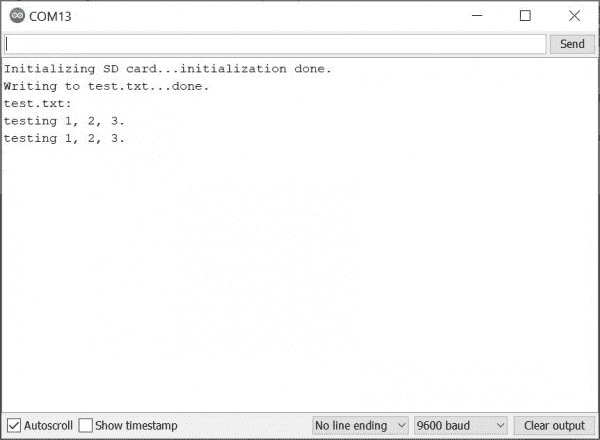 COM13
Send
Initializing SD card...initialization done.
Writing to test.txt...done.
test.txt:
testing 1, 2, 3.
testing 1, 2, 3.
Autoscroll Show timestamp No line ending 9600 baud Clear output